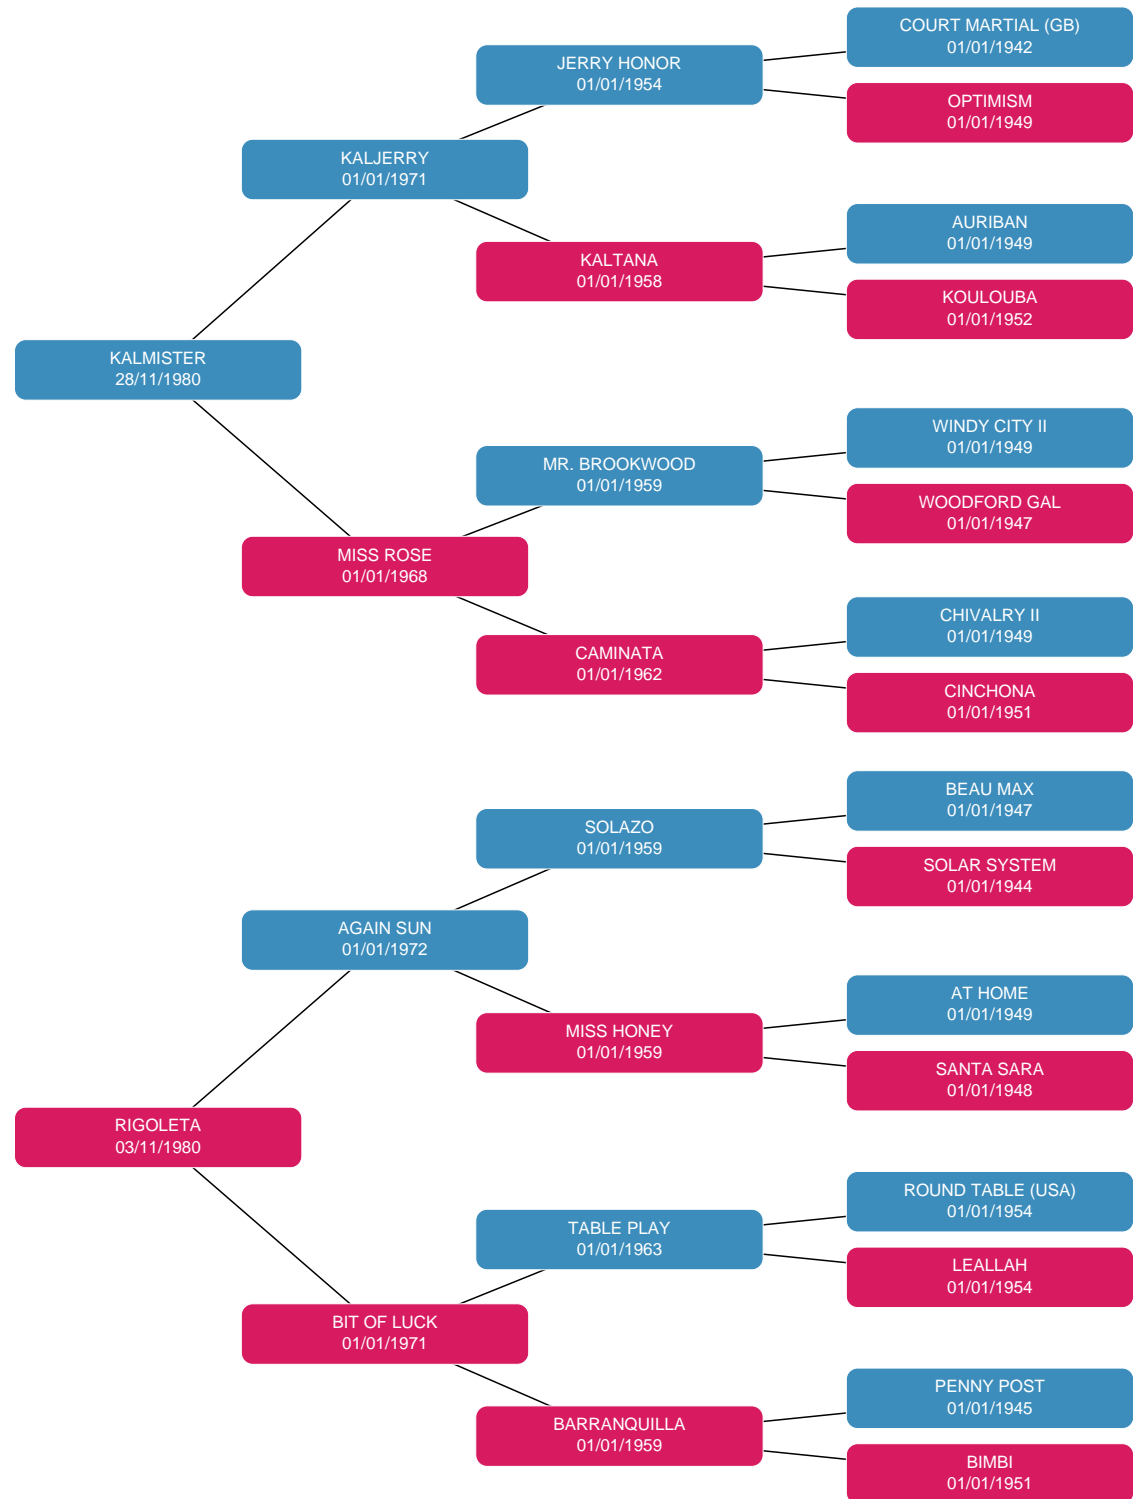 COURT MARTIAL (GB)
01/01/1942
JERRY HONOR
01/01/1954
OPTIMISM
01/01/1949
KALJERRY
01/01/1971
AURIBAN
01/01/1949
KALTANA
01/01/1958
KOULOUBA
01/01/1952
KALMISTER
28/11/1980
WINDY CITY II
01/01/1949
MR. BROOKWOOD
01/01/1959
WOODFORD GAL
01/01/1947
MISS ROSE
01/01/1968
CHIVALRY II
01/01/1949
CAMINATA
01/01/1962
CINCHONA
01/01/1951
BEAU MAX
01/01/1947
SOLAZO
01/01/1959
SOLAR SYSTEM
01/01/1944
AGAIN SUN
01/01/1972
AT HOME
01/01/1949
MISS HONEY
01/01/1959
SANTA SARA
01/01/1948
RIGOLETA
03/11/1980
ROUND TABLE (USA)
01/01/1954
TABLE PLAY
01/01/1963
LEALLAH
01/01/1954
BIT OF LUCK
01/01/1971
PENNY POST
01/01/1945
BARRANQUILLA
01/01/1959
BIMBI
01/01/1951